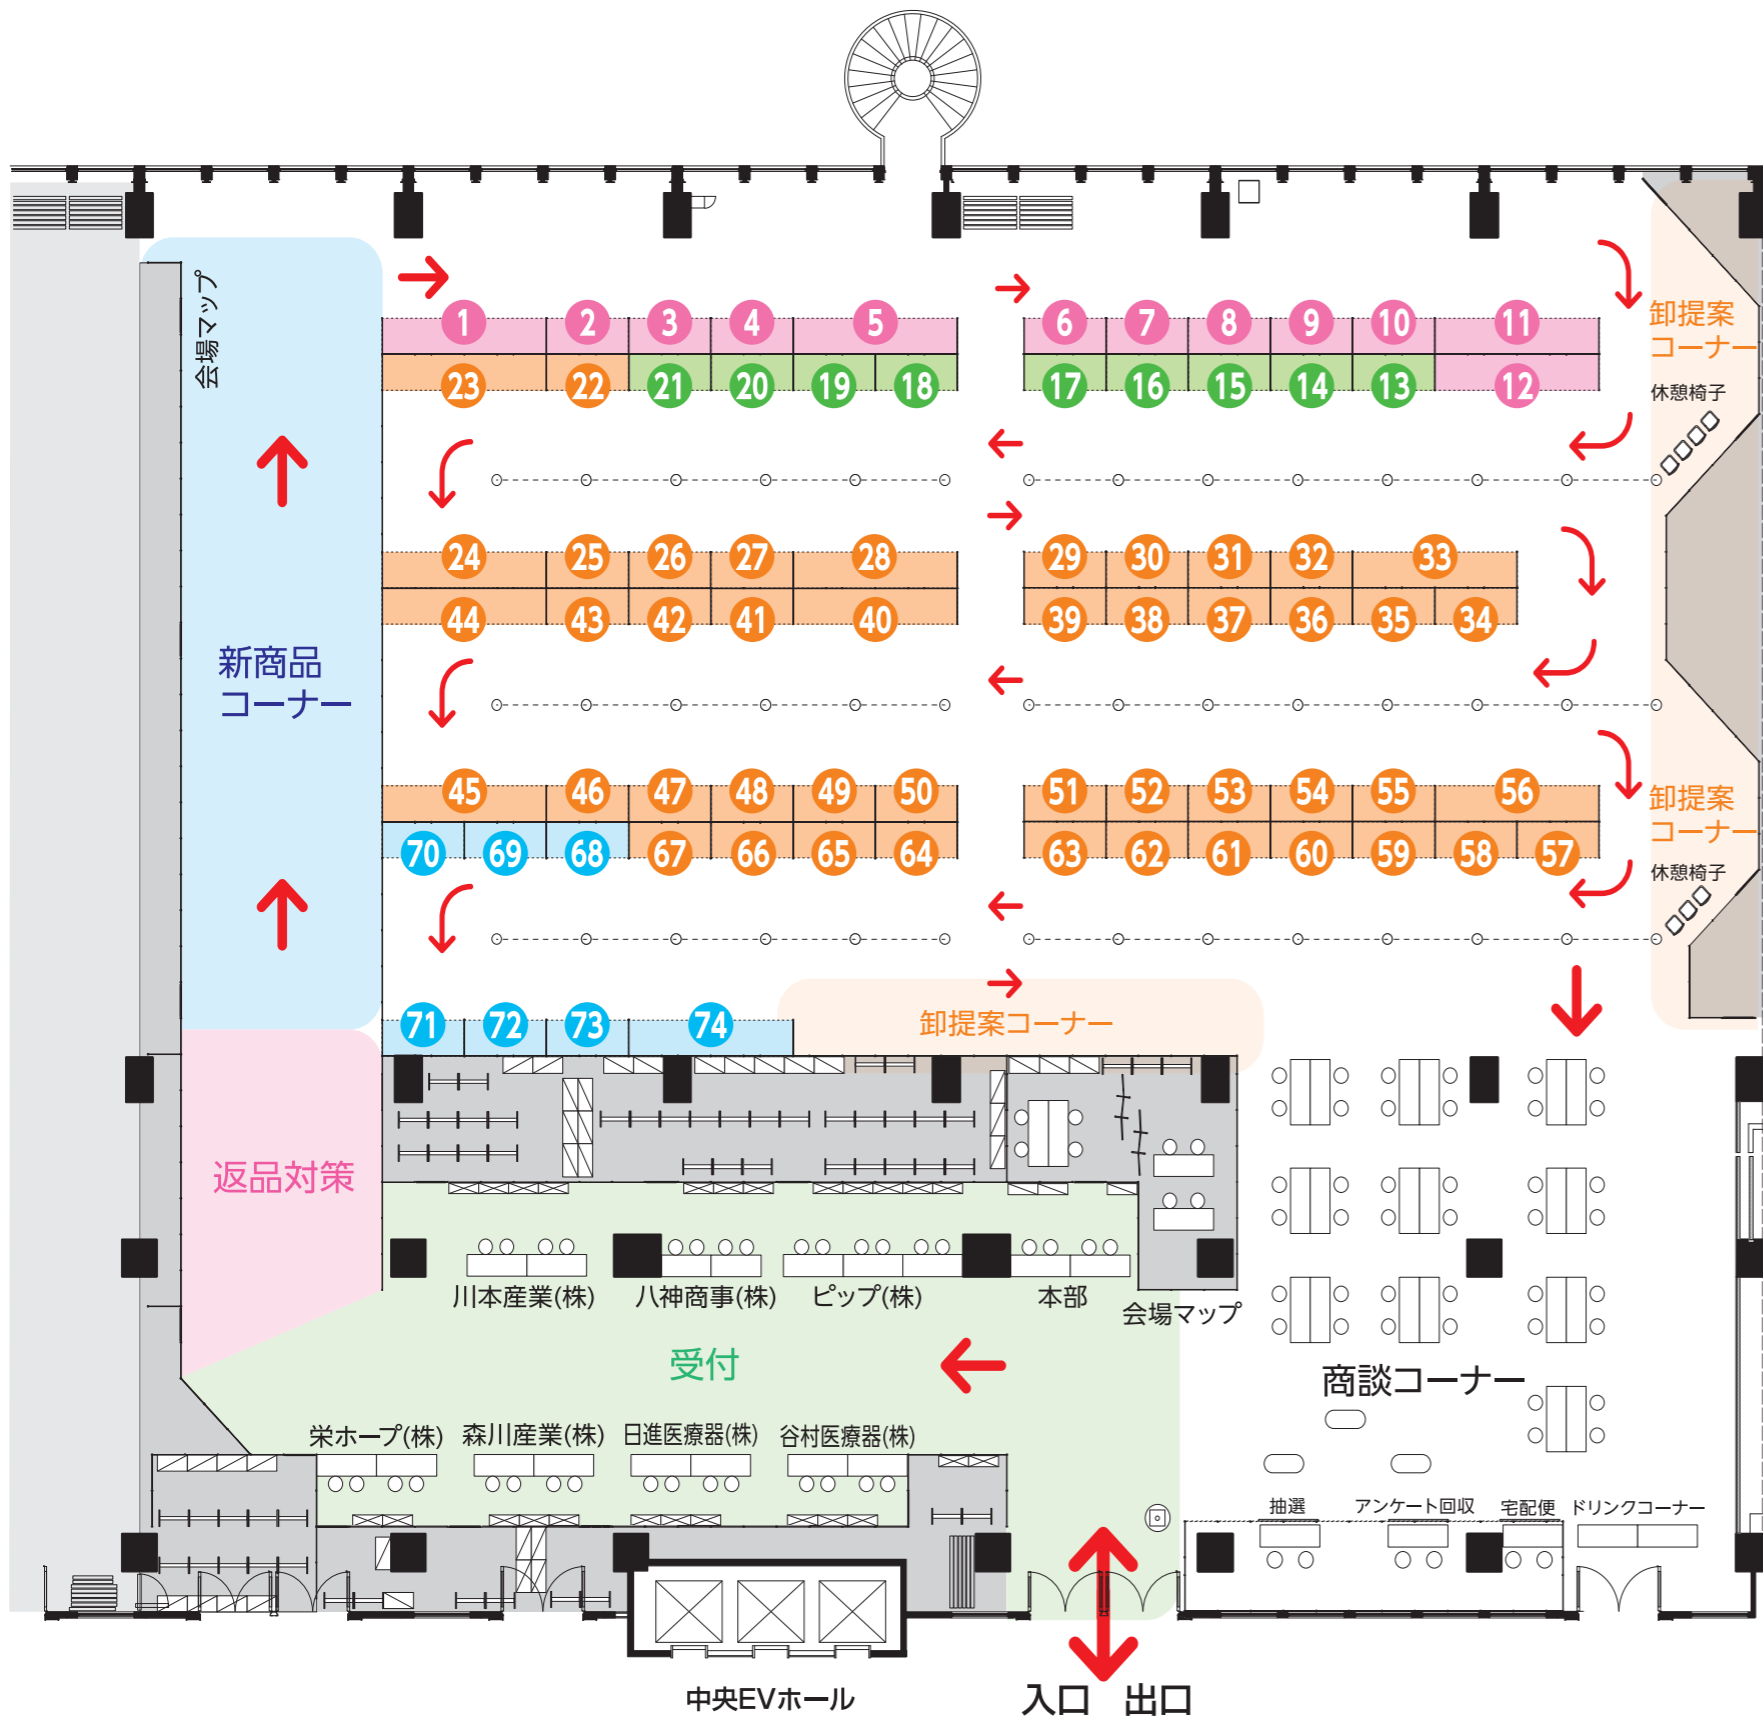 会場マップ
1 2 3 4 5 6 7 8 9 10 11
卸提案
コーナー
23 22 21 20 19 18 17 16 15 14 13 12
休憩椅子
24 25 26 27 28 29 30 31 32 33
44 43 42 41 40 39 38 37 36 35 34
新商品
コーナー
45 46 47 48 49 50 51 52 53 54 55 56
卸提案
コーナー
70 69 68 67 66 65 64 63 62 61 60 59 58 57
休憩椅子
71 72 73 74
卸提案コーナー
返品対策
川本産業(株) 八神商事(株) ピップ(株) 本部
会場マップ
受付
商談コーナー
栄ホープ(株) 森川産業(株) 日進医療器(株) 谷村医療器(株)
抽選 アンケート回収 宅配便 ドリンクコーナー
中央EVホール
入口 出口